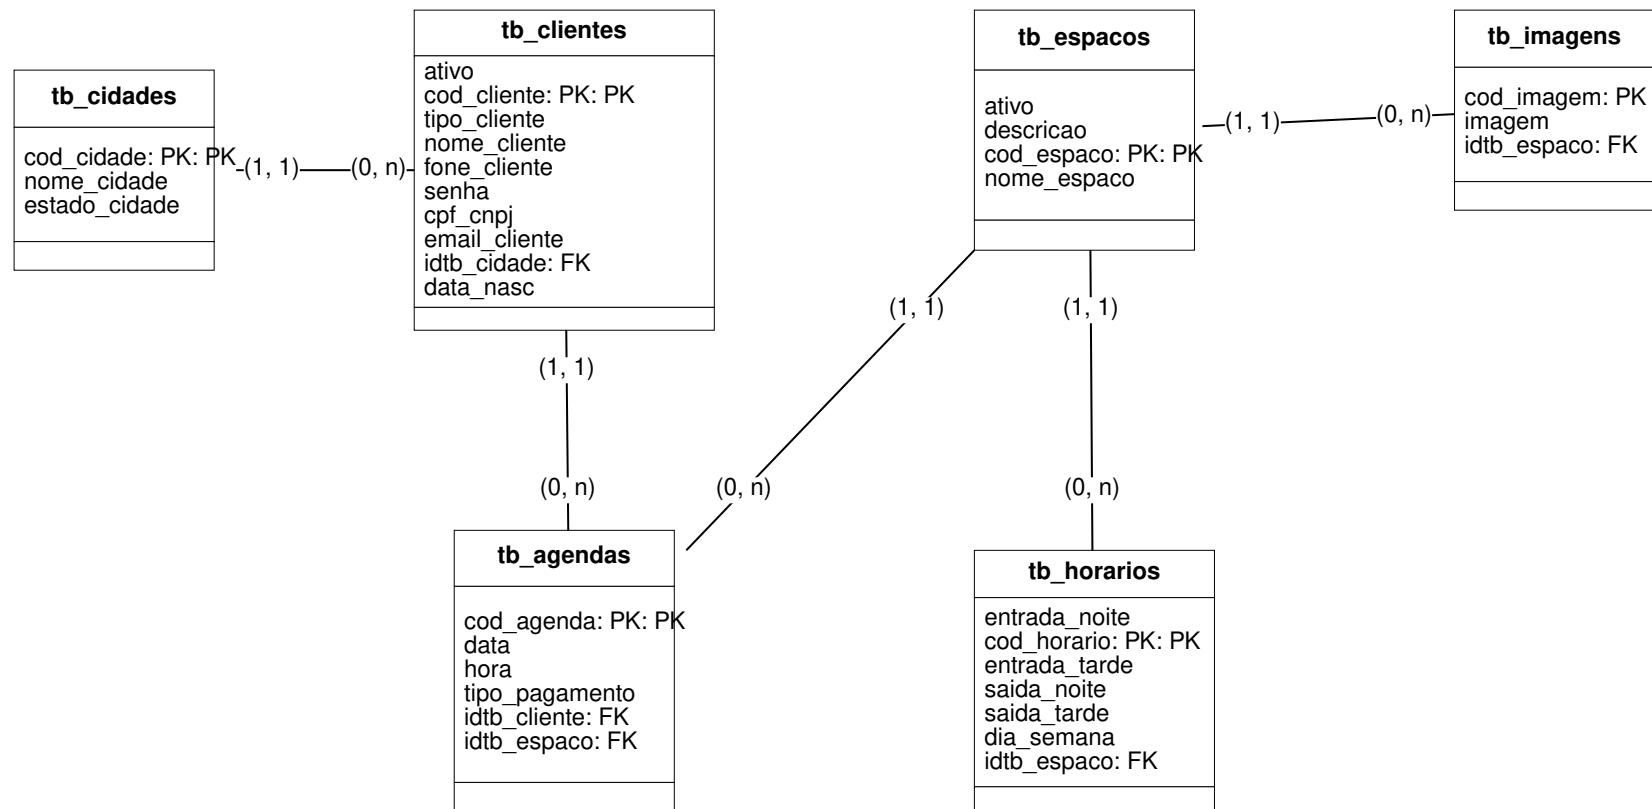 tb_cidades
cod_cidade: PK: PK
nome_cidade
estado_cidade
(1, 1)
(0, n)
tb_clientes
ativo
cod_cliente: PK: PK
tipo_cliente
nome_cliente
fone_cliente
senha
cpf_cnpj
email_cliente
idtb_cidade: FK
data_nasc
tb_espacos
ativo
descricao
cod_espaco: PK: PK
nome_espaco
(1, 1)
(0, n)
tb_imagens
cod_imagem: PK
imagem
idtb_espaco: FK
(1, 1)
(0, n)
(1, 1)
(0, n)
(1, 1)
(0, n)
tb_agendas
cod_agenda: PK: PK
data
hora
tipo_pagamento
idtb_cliente: FK
idtb_espaco: FK
tb_horarios
entrada_noite
cod_horario: PK: PK
entrada_tarde
saida_noite
saida_tarde
dia_semana
idtb_espaco: FK